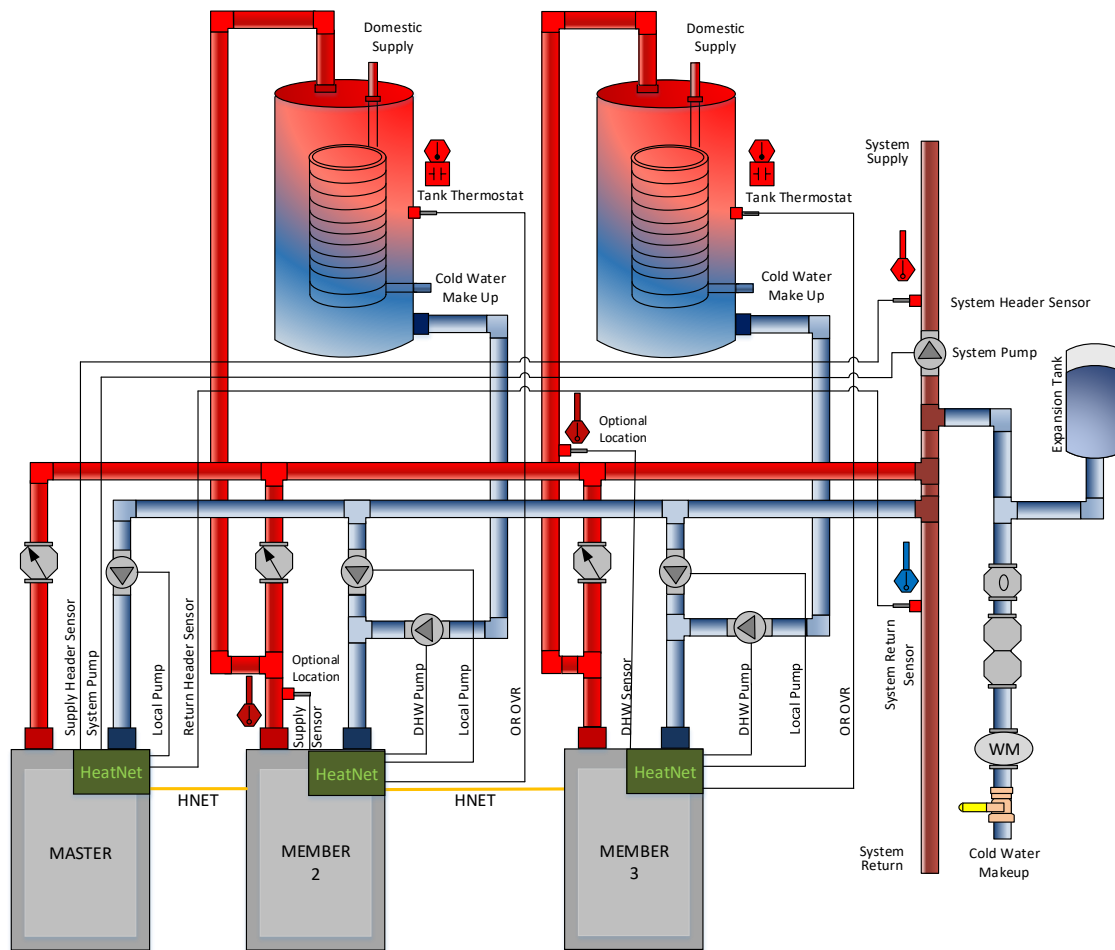 Domestic
Supply
Domestic
Supply
System
Supply
Tank Thermostat
Tank Thermostat
Cold Water
Make Up
Cold Water
Make Up
System Header Sensor
System Pump
Expansion Tank
Optional
Location
Supply Header Sensor
System Pump
Local Pump
Return Header Sensor
Optional
Location
Supply
Sensor
DHW Pump
Local Pump
OR OVR
DHW Sensor
DHW Pump
Local Pump
OR OVR
System Return
Sensor
0
WM
HeatNet
HeatNet
HeatNet
HNET
HNET
MASTER
MEMBER
2
MEMBER
3
System
Return
Cold Water
Makeup